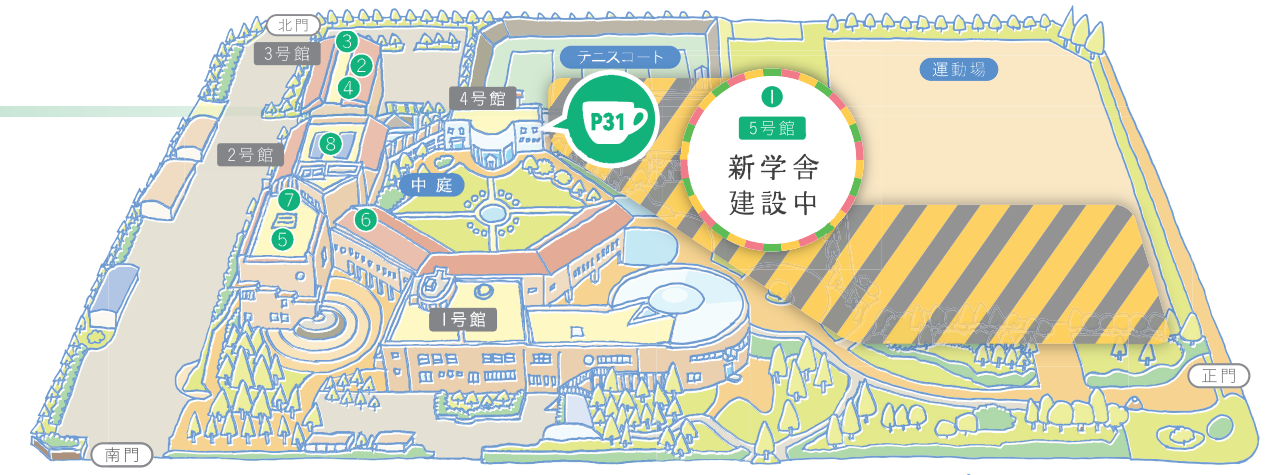 北門
3号館
3
2
4
テニスコート
運動場
4号館
P31
1
5号館
新学舎
建設中
2号館
8
中庭
7
5
6
1号館
正門
南門